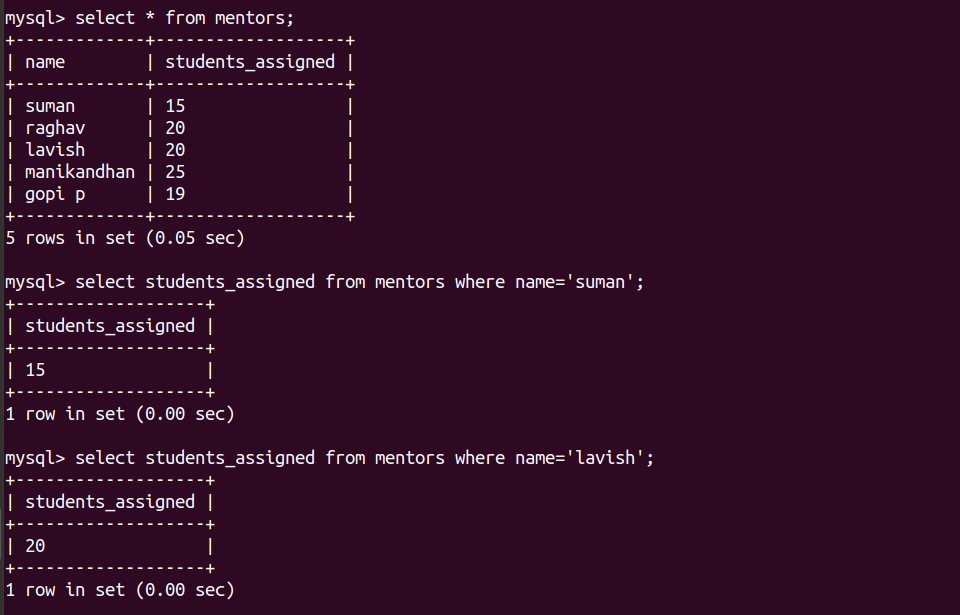 mysql> select * from mentors;
+-------------+-------------------+
| name        | students_assigned |
+-------------+-------------------+
| suman       | 15                |
| raghav      | 20                |
| lavish      | 20                |
| manikandhan | 25                |
| gopi p      | 19                |
+-------------+-------------------+
5 rows in set (0.05 sec)

mysql> select students_assigned from mentors where name='suman';
+-------------------+
| students_assigned |
+-------------------+
| 15                |
+-------------------+
1 row in set (0.00 sec)

mysql> select students_assigned from mentors where name='lavish';
+-------------------+
| students_assigned |
+-------------------+
| 20                |
+-------------------+
1 row in set (0.00 sec)